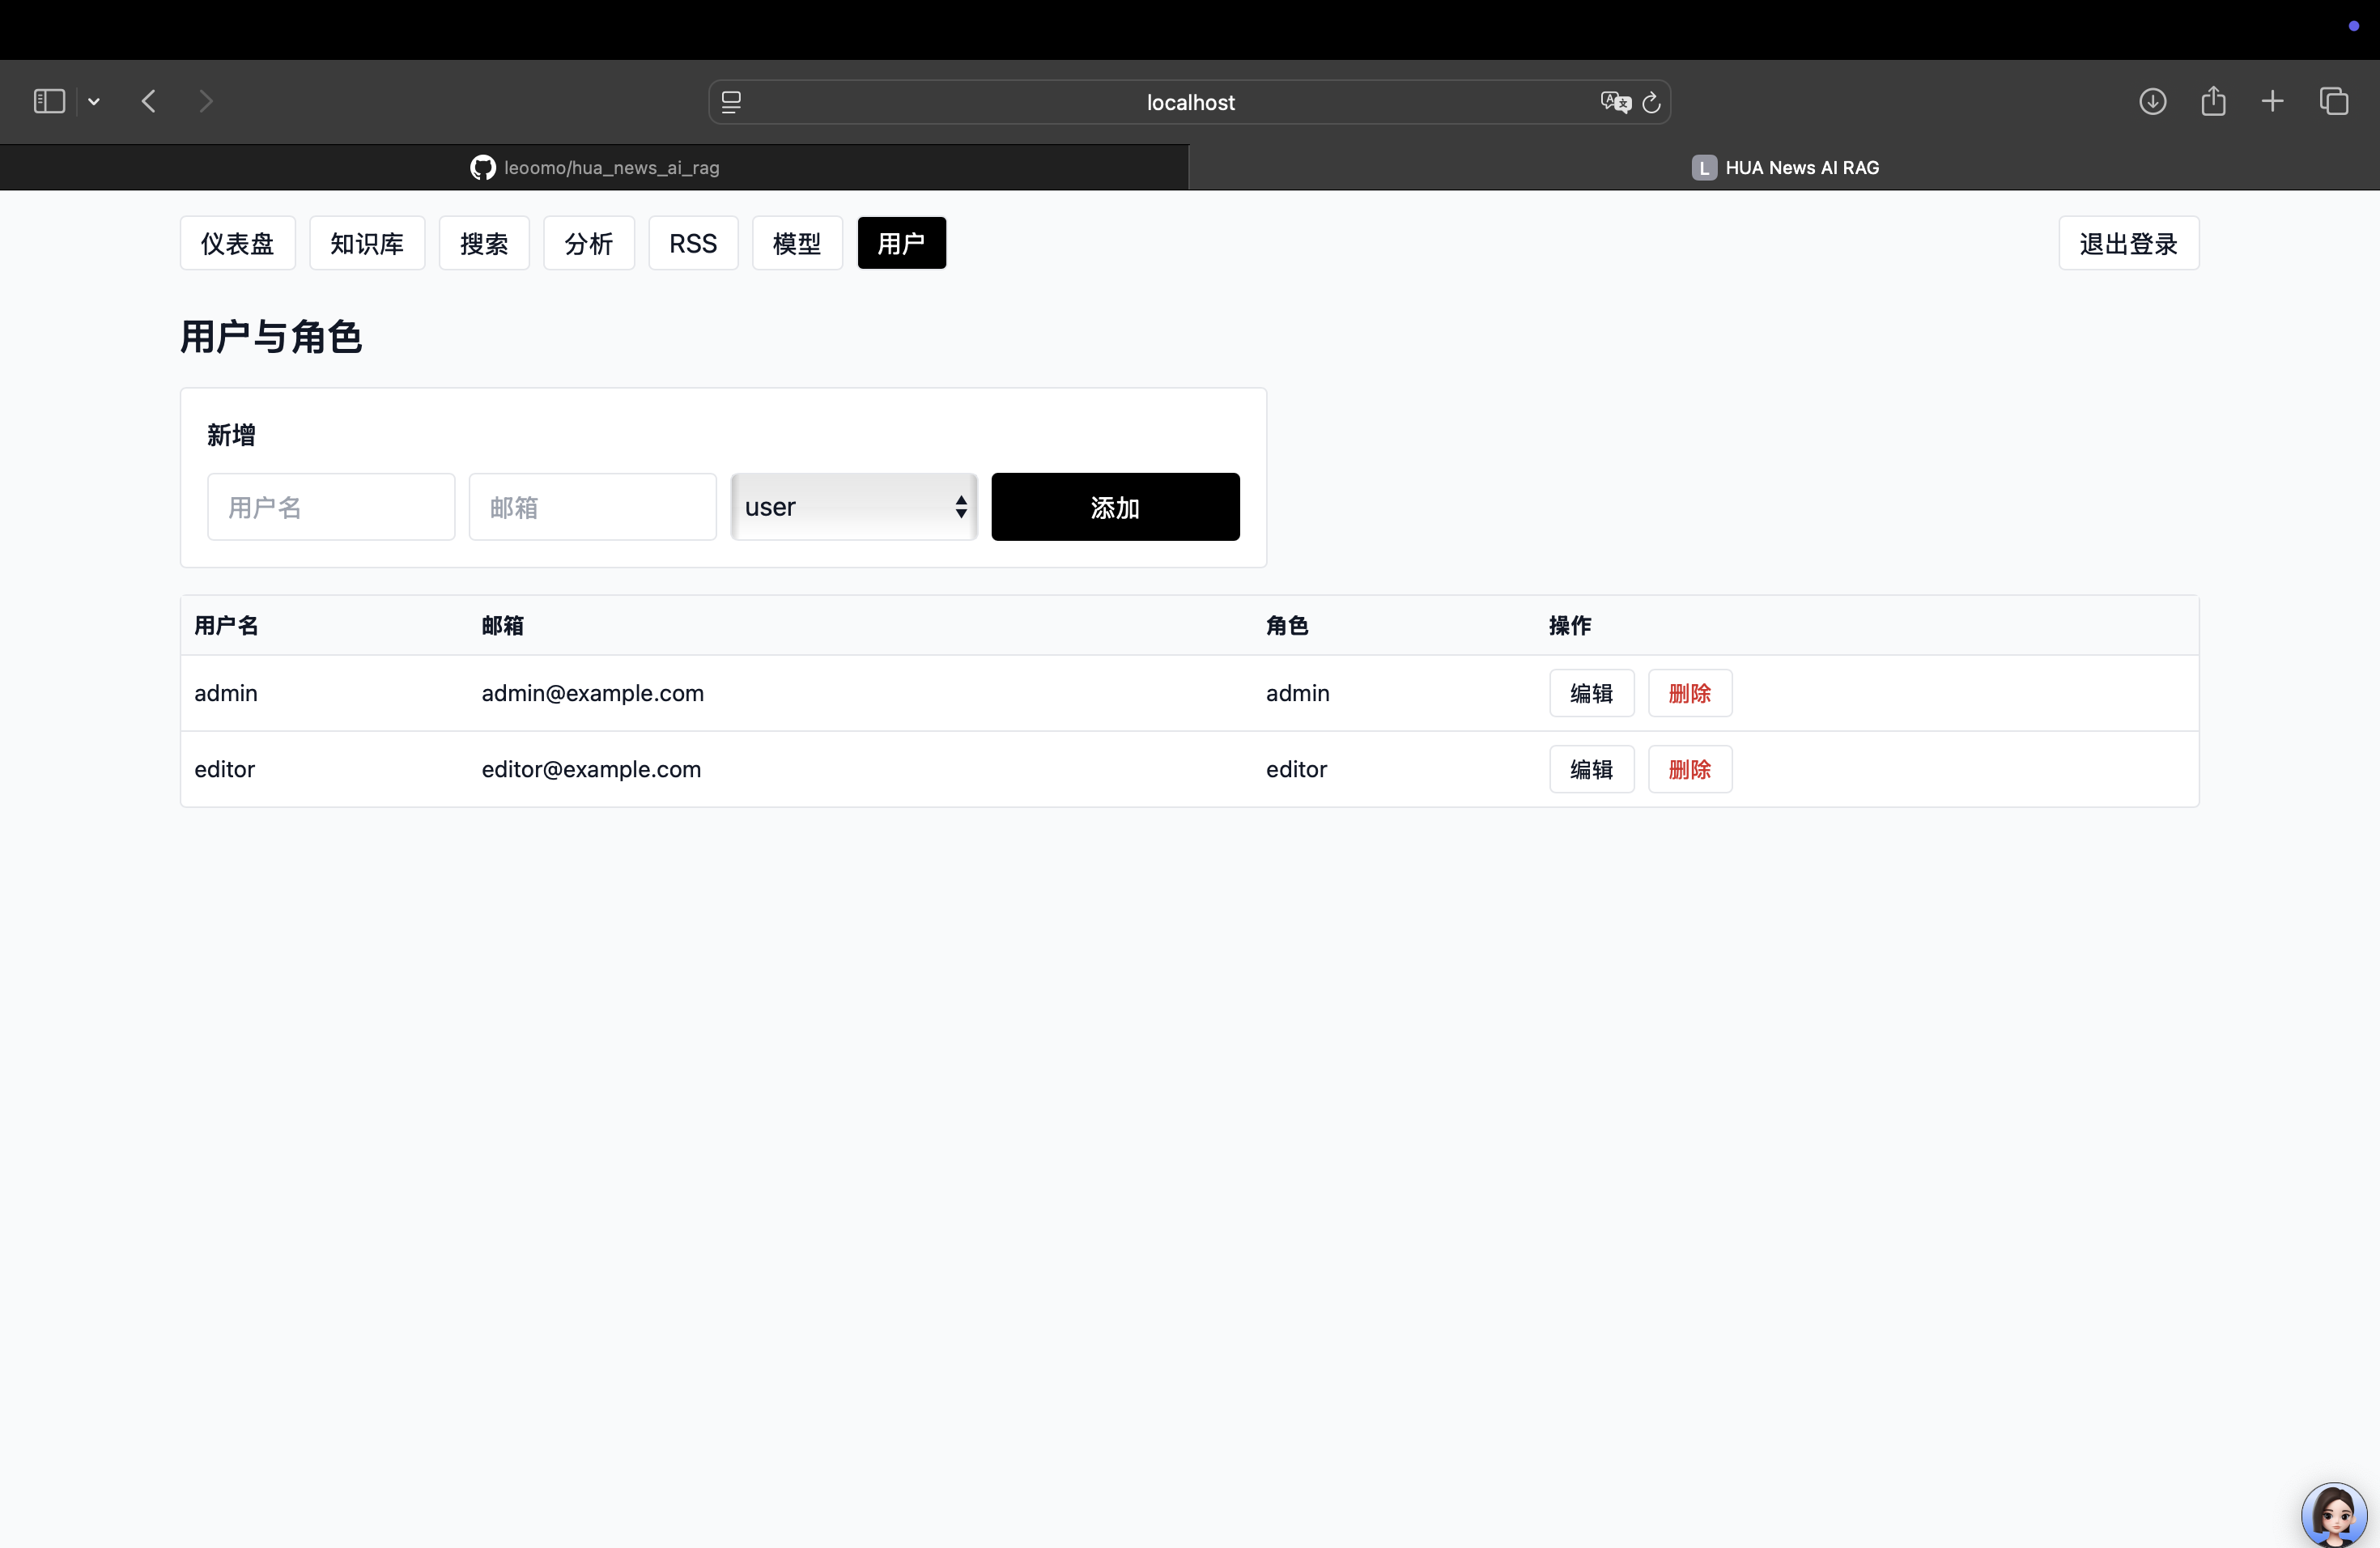 localhost
leoomo/hua_news_ai_rag
L HUA News AI RAG
仪表盘 知识库 搜索 分析 RSS 模型 用户 退出登录
用户与角色
新增
用户名 邮箱 user 添加
用户名 邮箱 角色 操作
admin admin@example.com admin 编辑 删除
editor editor@example.com editor 编辑 删除